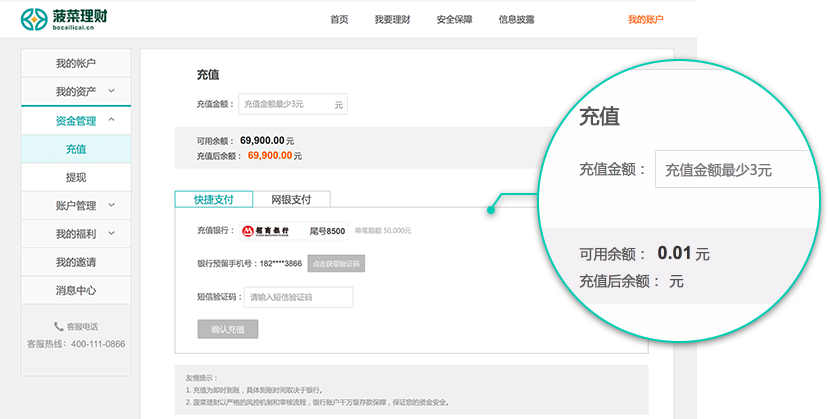 菠菜理财
bocailicai.cn
首页 我要理财 安全保障 信息披露 我的账户
我的帐户
我的资产
资金管理
充值
提现
账户管理
我的福利
我的邀请
消息中心
客服电话
客服热线：400-111-0866
充值
充值金额： 充值金额最少3元 元
可用余额： 69,900.00 元
充值后余额： 69,900.00 元
快捷支付 网银支付
充值银行： 招商银行 尾号8500 单笔限额 50,000元
银行预留手机号：182****3866 点击获取验证码
短信验证码： 请输入短信验证码
确认充值
友情提示：
1. 充值为即时到账，具体到账时间取决于银行。
2. 菠菜理财以严格的风控机制和审核流程，银行账户千万级存款保障，保证您的资金安全。
充值
充值金额： 充值金额最少3元
可用余额： 0.01 元
充值后余额： 元